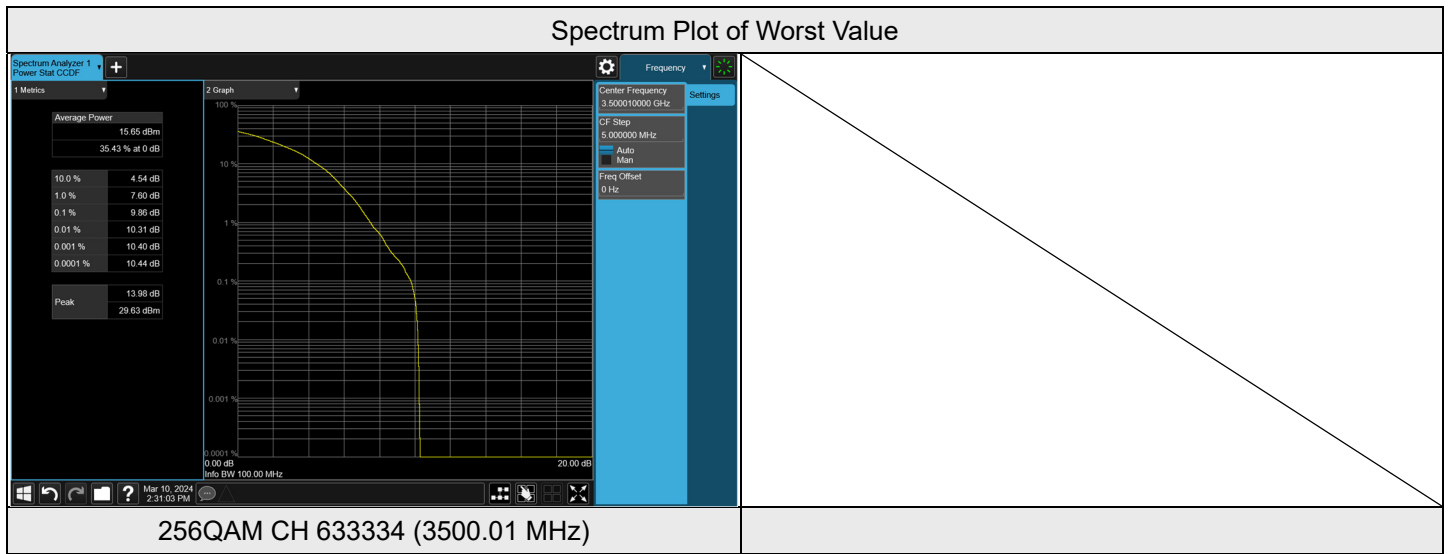 Spectrum Plot of Worst Value
Spectrum Analyzer 1
Power Stat CCDF
Frequency
1 Metrics
2 Graph
Average Power
15.65 dBm
35.43 % at 0 dB
10.0 % 4.54 dB
1.0 % 7.60 dB
0.1 % 9.86 dB
0.01 % 10.31 dB
0.001 % 10.40 dB
0.0001 % 10.44 dB
Peak 13.98 dB
29.63 dBm
100 %
10 %
1 %
0.1 %
0.01 %
0.001 %
0.0001 %
0.00 dB 20.00 dB
Info BW 100.00 MHz
Center Frequency
3.500010000 GHz
Settings
CF Step
5.000000 MHz
Auto
Man
Freq Offset
0 Hz
?
Mar 10, 2024
2:31:03 PM
256QAM CH 633334 (3500.01 MHz)